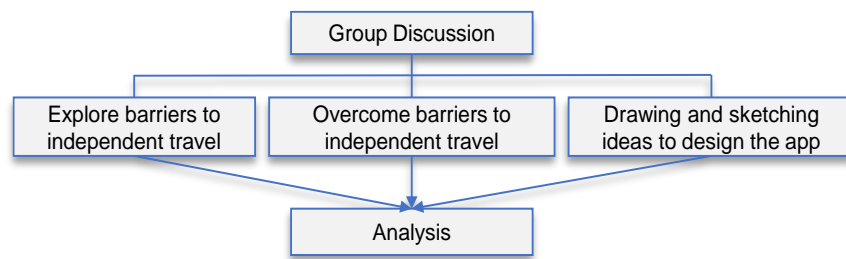 Group Discussion
Explore barriers to
independent travel
Overcome barriers to
independent travel
Drawing and sketching
ideas to design the app
Analysis